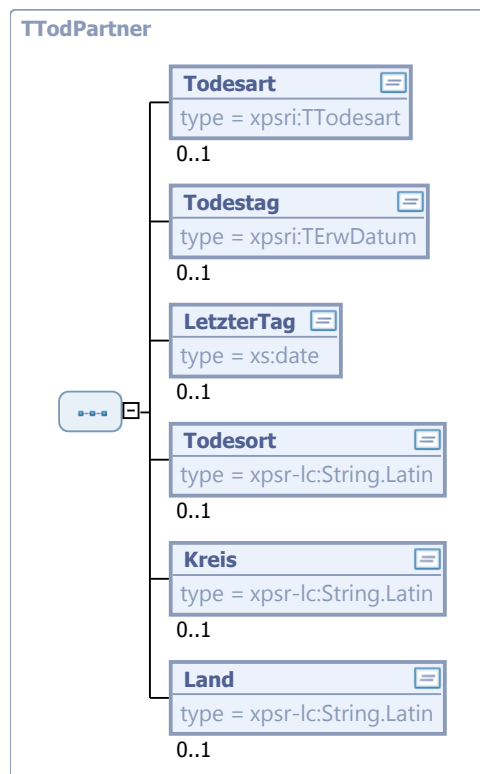 TTodPartner
Todesart
type = xpsri:TTodesart
0..1
Todestag
type = xpsri:TErwDatum
0..1
LetzterTag
type = xs:date
0..1
Todesort
type = xpsr-lc:String.Latin
0..1
Kreis
type = xpsr-lc:String.Latin
0..1
Land
type = xpsr-lc:String.Latin
0..1